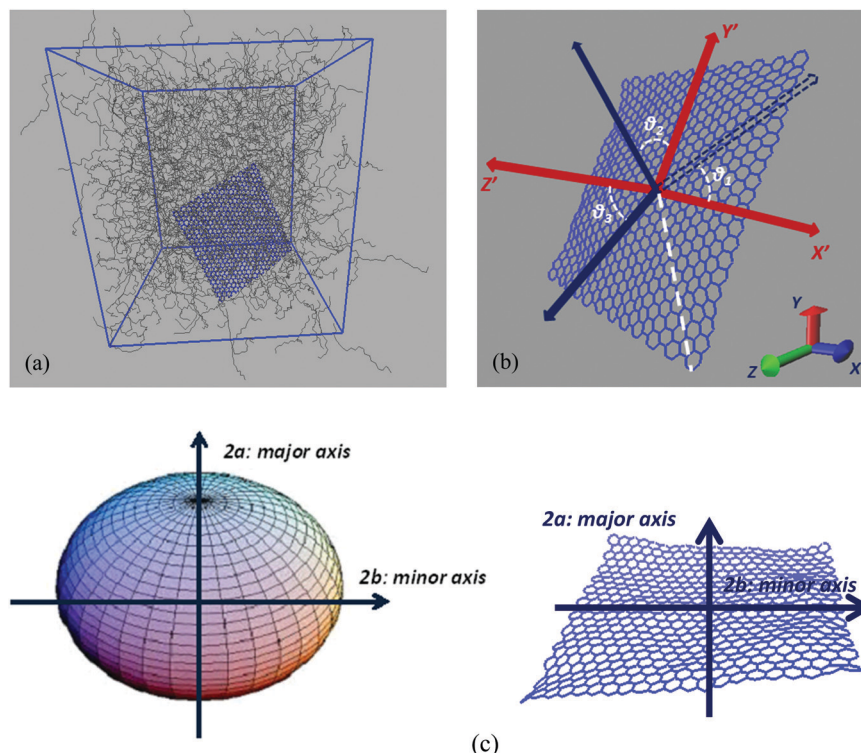 (a)
Y'
ϑ2
Z'
ϑ1
ϑ3
X'
(b)
Y
Z
X
2a: major axis
2b: minor axis
2a: major axis
2b: minor axis
(c)